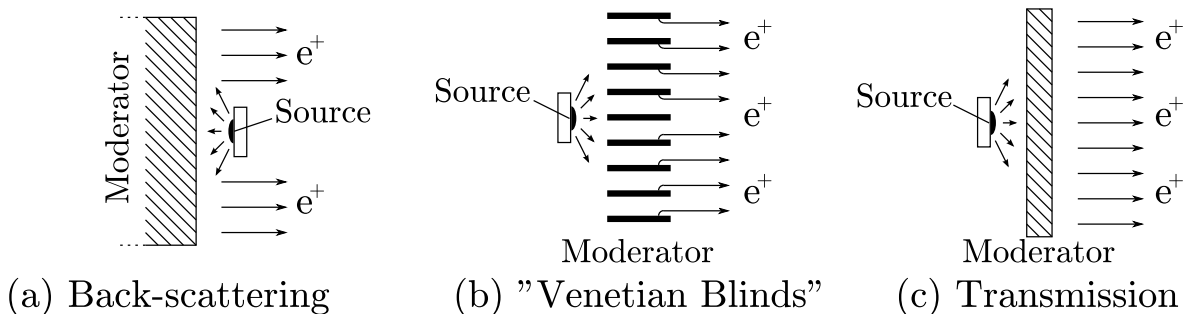 Moderator
e+
Source
e+
(a) Back-scattering
Source
e+
e+
e+
Moderator
(b) "Venetian Blinds"
Source
e+
e+
e+
Moderator
(c) Transmission